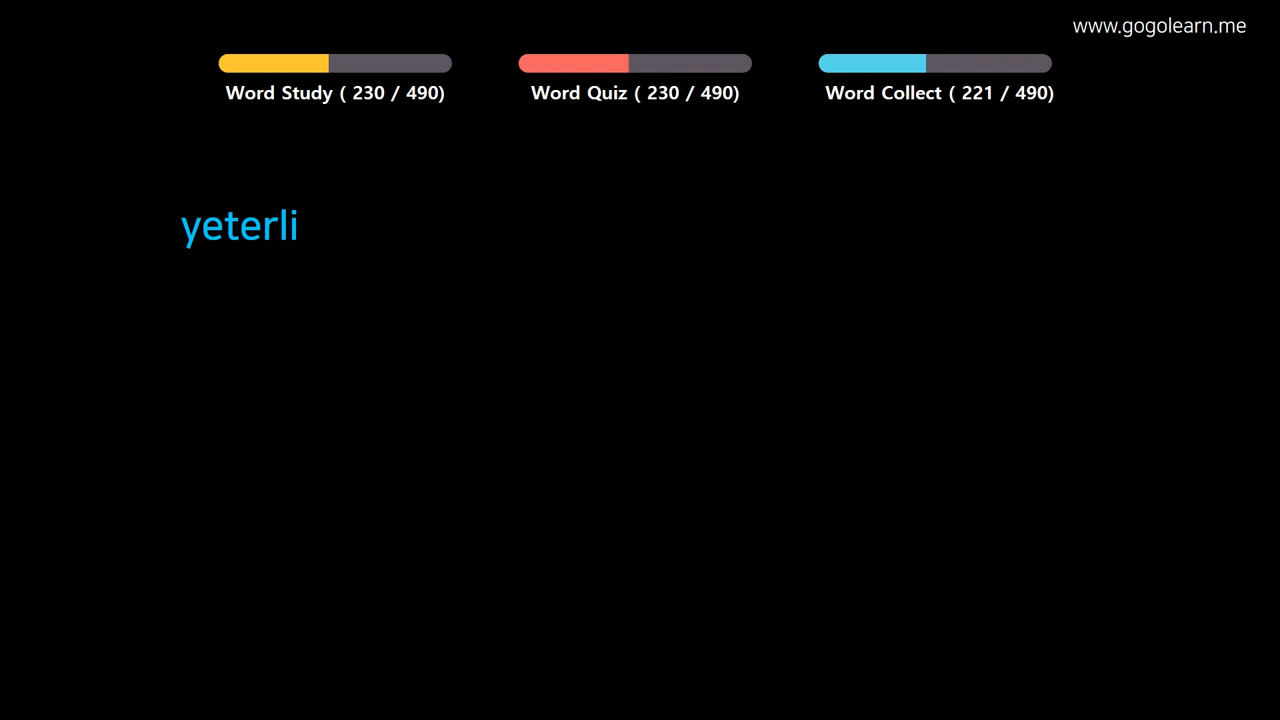 www.gogolearn.me
Word Study ( 230 / 490)
Word Quiz ( 230 / 490)
Word Collect ( 221 / 490)
yeterli